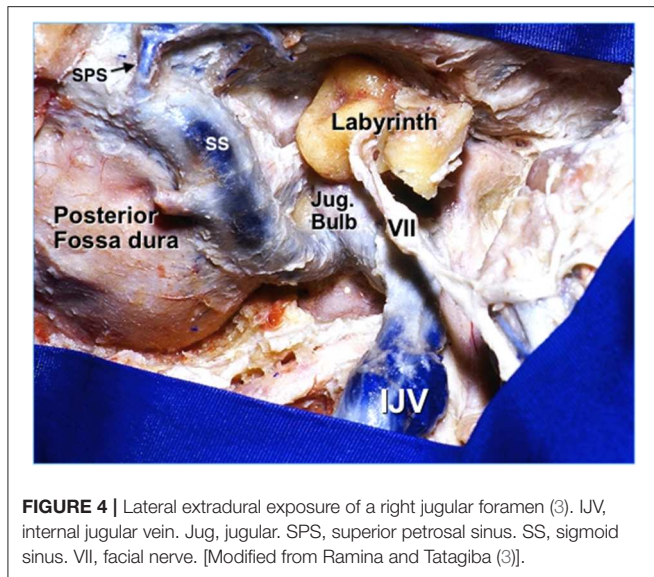 SPS
SS
Labyrinth
Jug.
Bulb
VII
Posterior
Fossa dura
IJV
FIGURE 4 | Lateral extradural exposure of a right jugular foramen (3). IJV,
internal jugular vein. Jug, jugular. SPS, superior petrosal sinus. SS, sigmoid
sinus. VII, facial nerve. [Modified from Ramina and Tatagiba (3)].